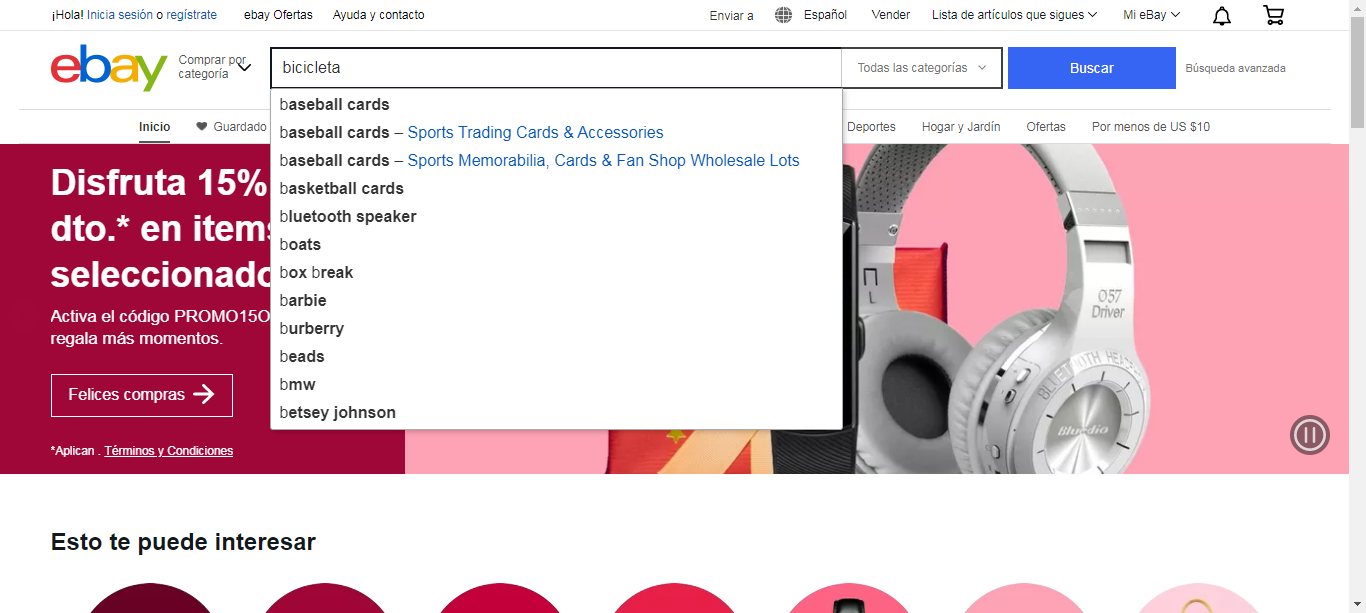 ¡Hola! Inicia sesión o regístrate ebay Ofertas Ayuda y contacto Enviar a Español Vender Lista de artículos que sigues Mi eBay
ebay Comprar por categoría bicicleta Todas las categorías Buscar Búsqueda avanzada
Inicio Guardado Deportes Hogar y Jardín Ofertas Por menos de US $10
baseball cards
baseball cards – Sports Trading Cards & Accessories
baseball cards – Sports Memorabilia, Cards & Fan Shop Wholesale Lots
basketball cards
bluetooth speaker
boats
box break
barbie
burberry
beads
bmw
betsey johnson
Disfruta 15%
dto.* en items
seleccionado
Activa el código PROMO15O
regala más momentos.
Felices compras
*Aplican . Términos y Condiciones
057
Driver
BLUETOOTH HEADPH
Bluedio
Esto te puede interesar